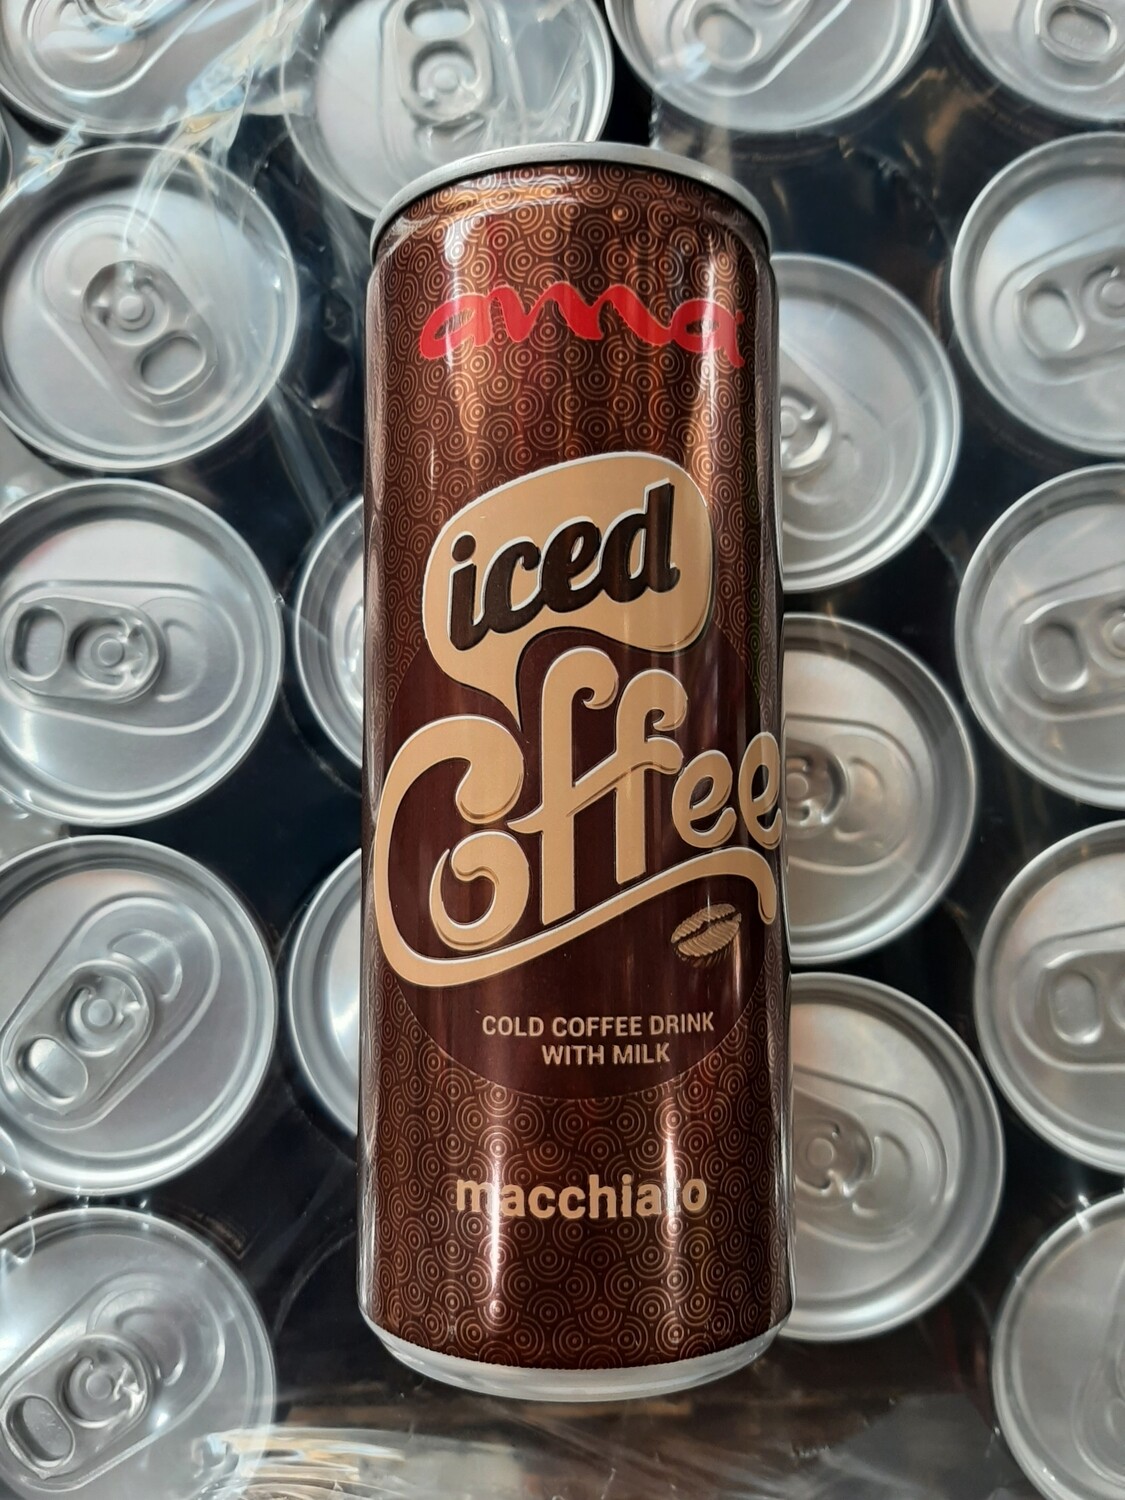 ama
iced
Coffee
COLD COFFEE DRINK
WITH MILK
macchiato